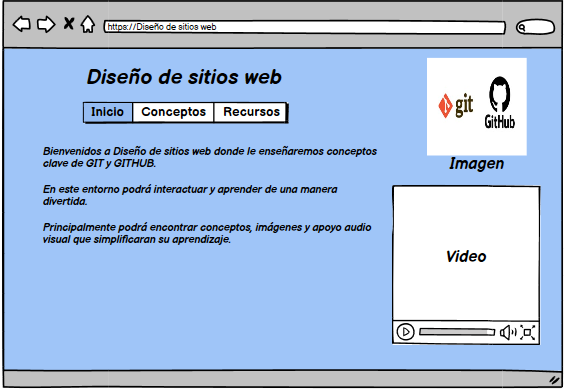 https://Diseño de sitios web
Diseño de sitios web
Inicio Conceptos Recursos
Bienvenidos a Diseño de sitios web donde le enseñaremos conceptos
clave de GIT y GITHUB.
En este entorno podrá interactuar y aprender de una manera
divertida.
Principalmente podrá encontrar conceptos, imágenes y apoyo audio
visual que simplificaran su aprendizaje.
git
GitHub
Imagen
Video